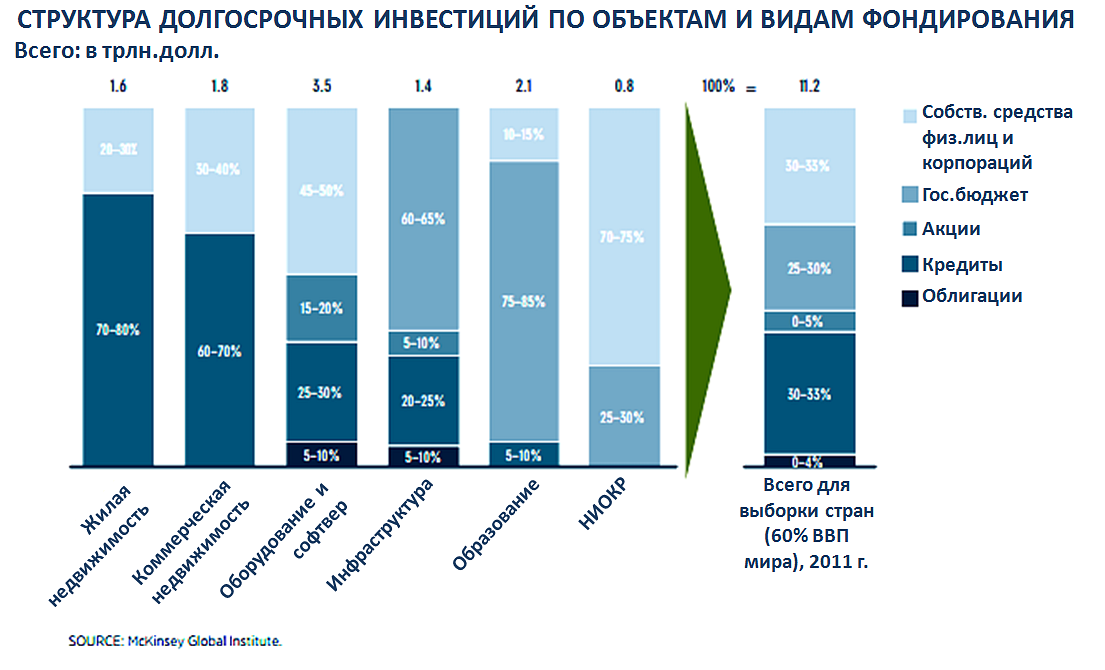 СТРУКТУРА ДОЛГОСРОЧНЫХ ИНВЕСТИЦИЙ ПО ОБЪЕКТАМ И ВИДАМ ФОНДИРОВАНИЯ
Всего: в трлн.долл.
1.6 1.8 3.5 1.4 2.1 0.8 100% = 11.2
20–30%
70–80%
30–40%
60–70%
45–50%
15–20%
25–30%
5–10%
60–65%
5–10%
20–25%
5–10%
10–15%
75–85%
5–10%
70–75%
25–30%
30–33%
25–30%
0–5%
30–33%
0–4%
Собств. средства
физ.лиц и
корпораций
Гос.бюджет
Акции
Кредиты
Облигации
Жилая
недвижимость
Коммерческая
недвижимость
Оборудование и
софтвер
Инфраструктура
Образование
НИОКР
Всего для
выборки стран
(60% ВВП
мира), 2011 г.
SOURCE: McKinsey Global Institute.